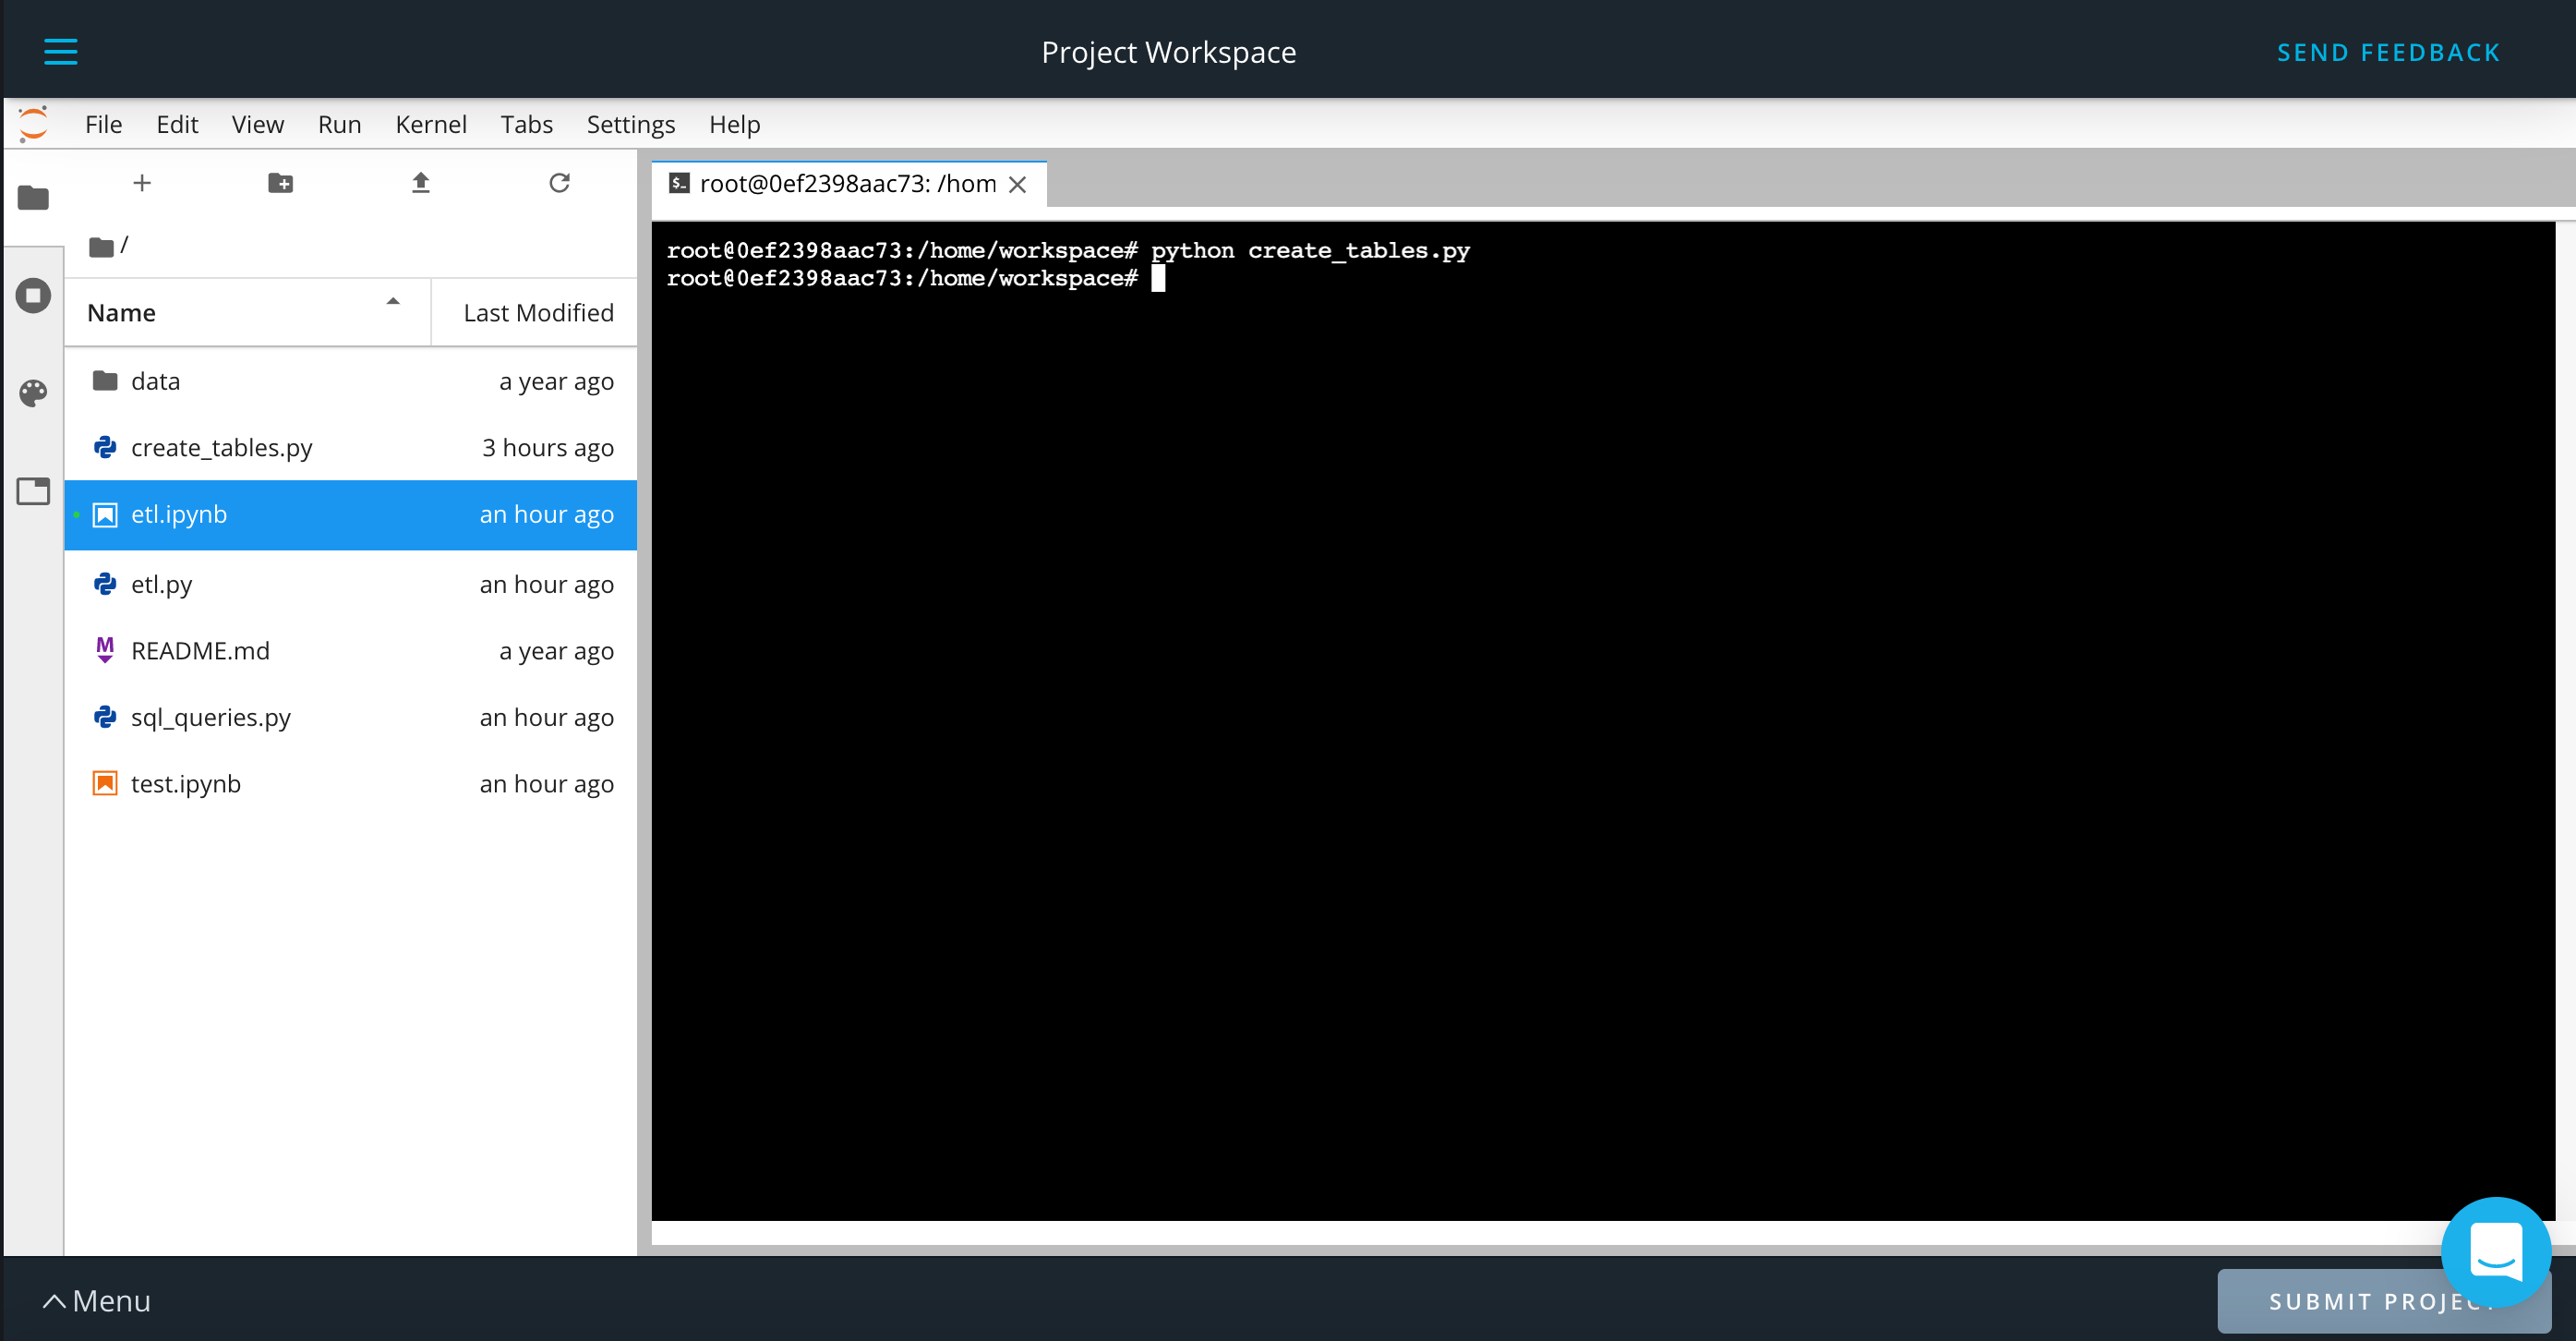 Project Workspace
SEND FEEDBACK
File Edit View Run Kernel Tabs Settings Help
root@0ef2398aac73: /hom
/
Name Last Modified
data a year ago
create_tables.py 3 hours ago
etl.ipynb an hour ago
etl.py an hour ago
README.md a year ago
sql_queries.py an hour ago
test.ipynb an hour ago
root@0ef2398aac73:/home/workspace# python create_tables.py
root@0ef2398aac73:/home/workspace#
Menu
SUBMIT PROJECT